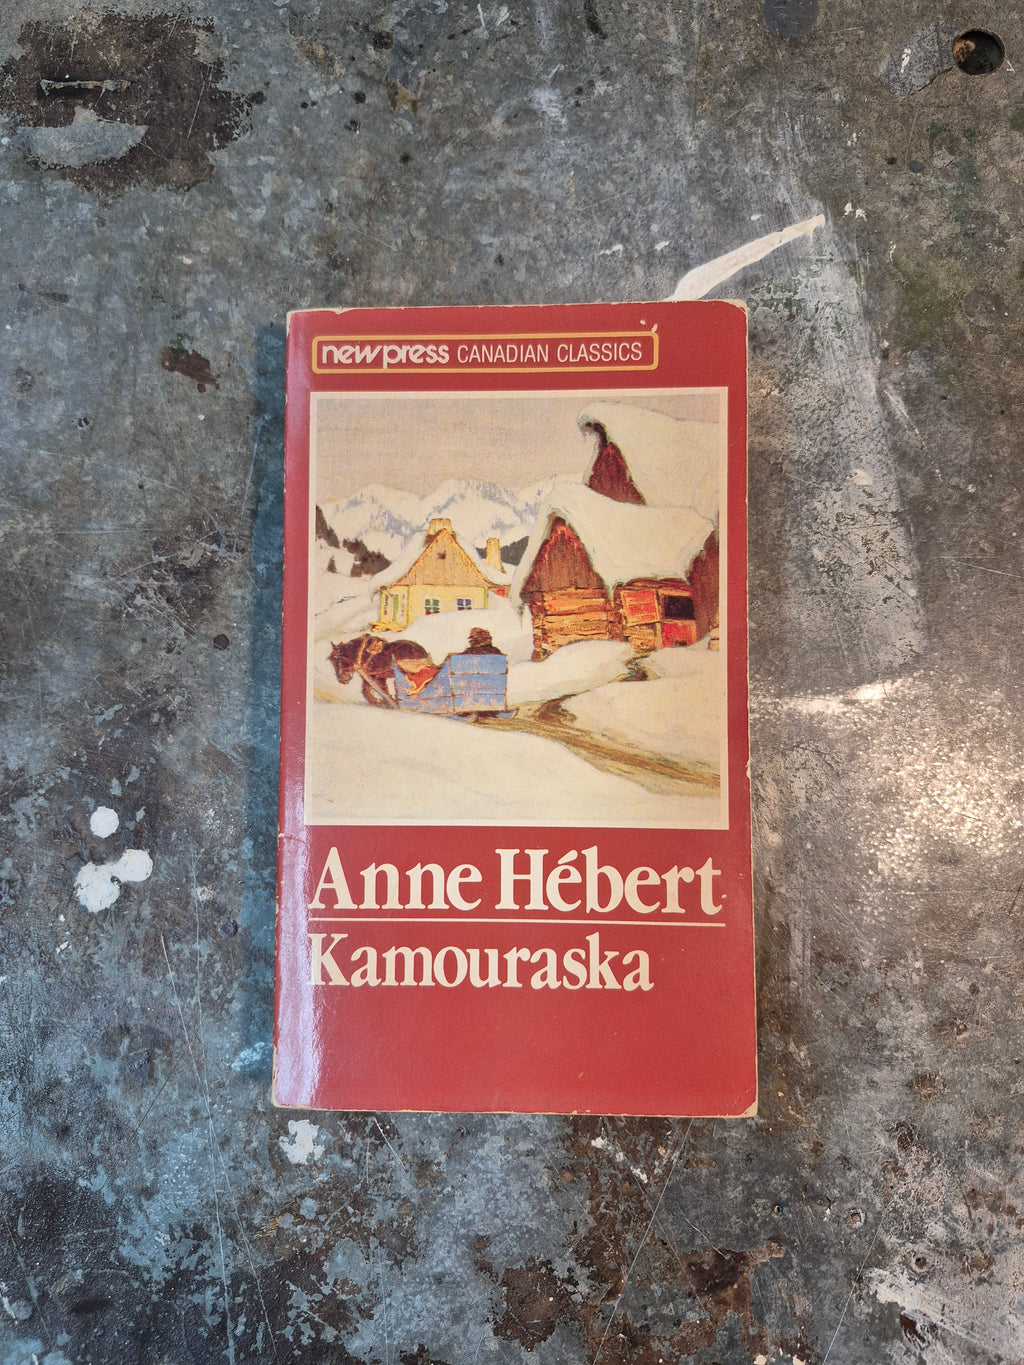 newpress CANADIAN CLASSICS
Anne Hébert
Kamouraska